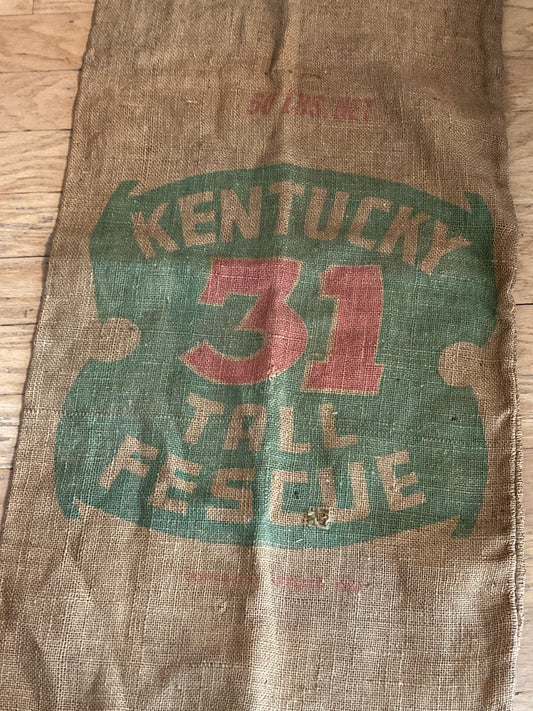 50 LBS. NET
KENTUCKY
31
TALL
FESCUE